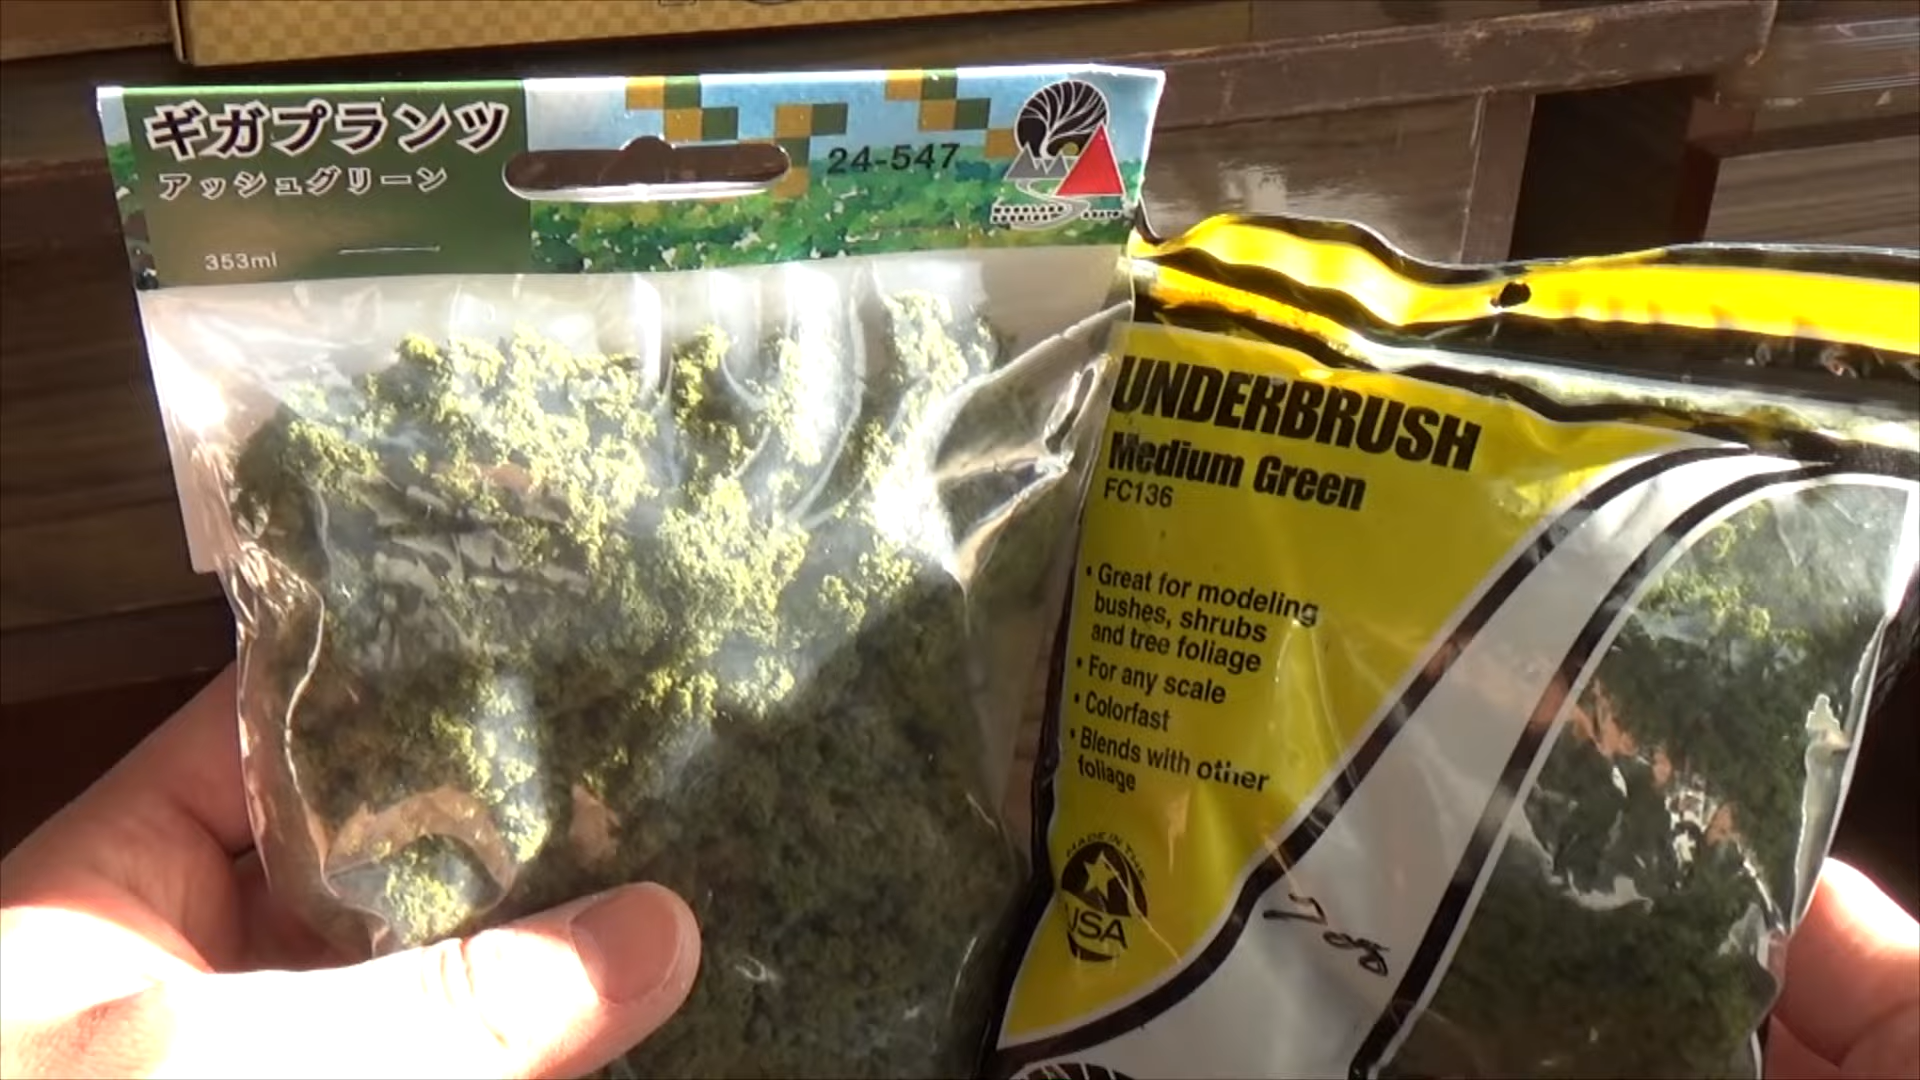 ギガプランツ
アッシュグリーン
353ml
24-547
WOODLAND
SCENICS
UNDERBRUSH
Medium Green
FC136
• Great for modeling
bushes, shrubs
and tree foliage
• For any scale
• Colorfast
• Blends with other
foliage
MADE IN THE
USA